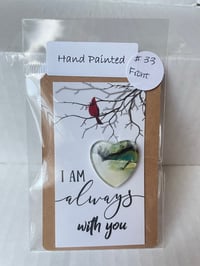 Hand Painted
#33
Front
I AM
always
with you